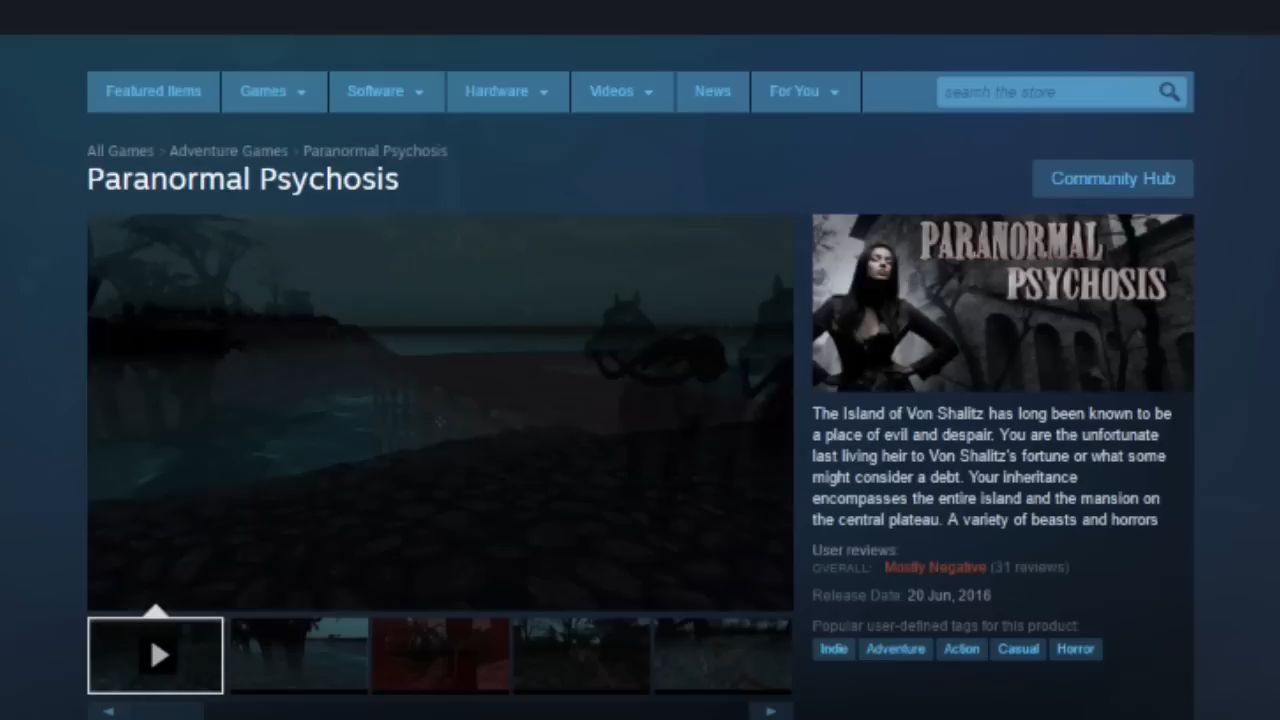 Featured Items Games Software Hardware Videos News For You search the store
All Games > Adventure Games > Paranormal Psychosis
Paranormal Psychosis
Community Hub
PARANORMAL
PSYCHOSIS
The Island of Von Shalitz has long been known to be
a place of evil and despair. You are the unfortunate
last living heir to Von Shalitz's fortune or what some
might consider a debt. Your inheritance
encompasses the entire island and the mansion on
the central plateau. A variety of beasts and horrors
User reviews:
OVERALL: Mostly Negative (31 reviews)
Release Date: 20 Jun, 2016
Popular user-defined tags for this product:
Indie Adventure Action Casual Horror